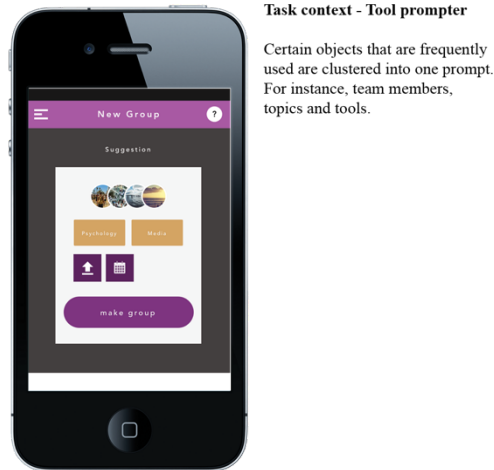 Task context - Tool prompter
Certain objects that are frequently
used are clustered into one prompt.
For instance, team members,
topics and tools.
New Group
?
Suggestion
Psychology Media
make group